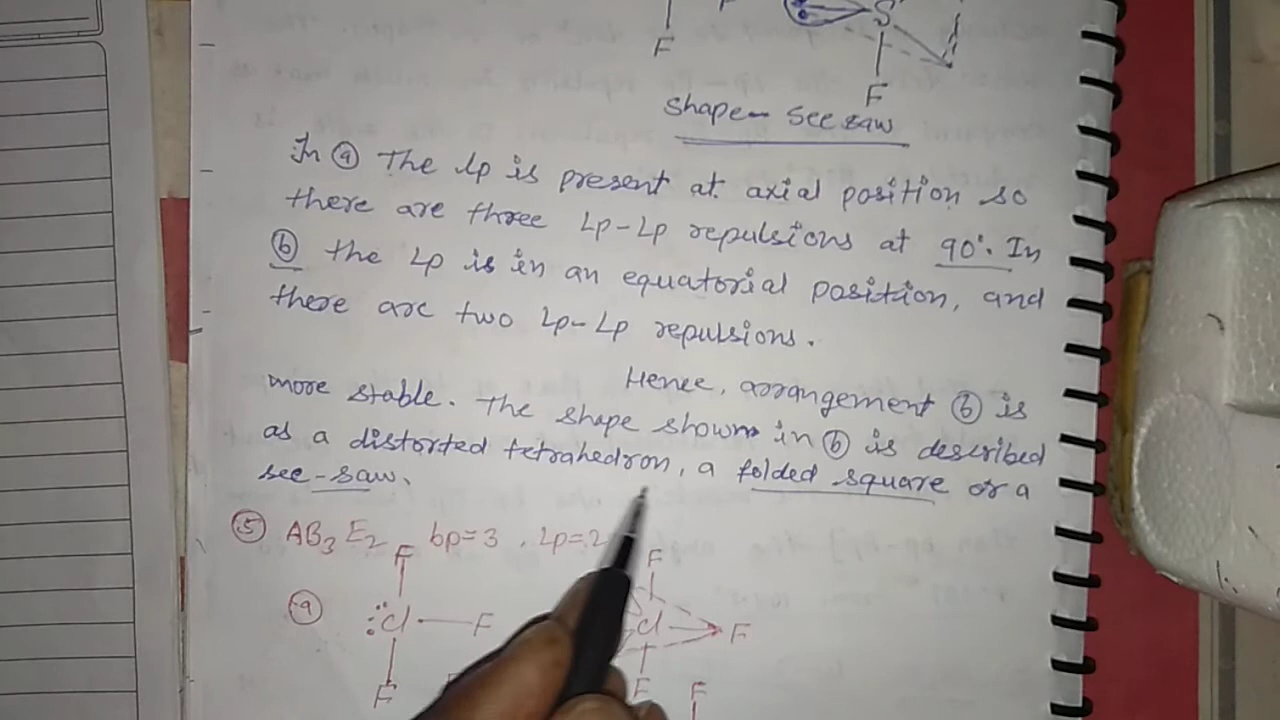 F
S
F
Shape- See saw
In ⓐ The lp is present at axial position so
there are three Lp-Lp repulsions at 90°. In
ⓑ the Lp is in an equatorial position, and
there are two Lp-Lp repulsions.
Hence, arrangement ⓑ is
more stable. The shape shown in ⓑ is described
as a distorted tetrahedron, a folded square or a
see-saw.
⑤ AB3 E2 bp=3, Lp=2
F F
ⓐ :Cl — F Cl F
F F F